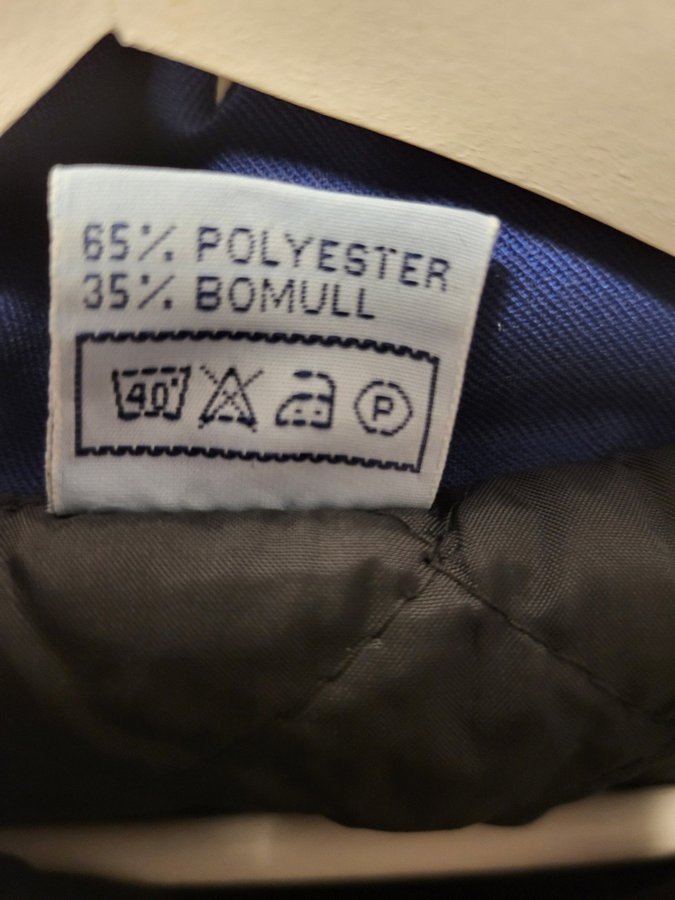 65% POLYESTER
35% BOMULL
40° P